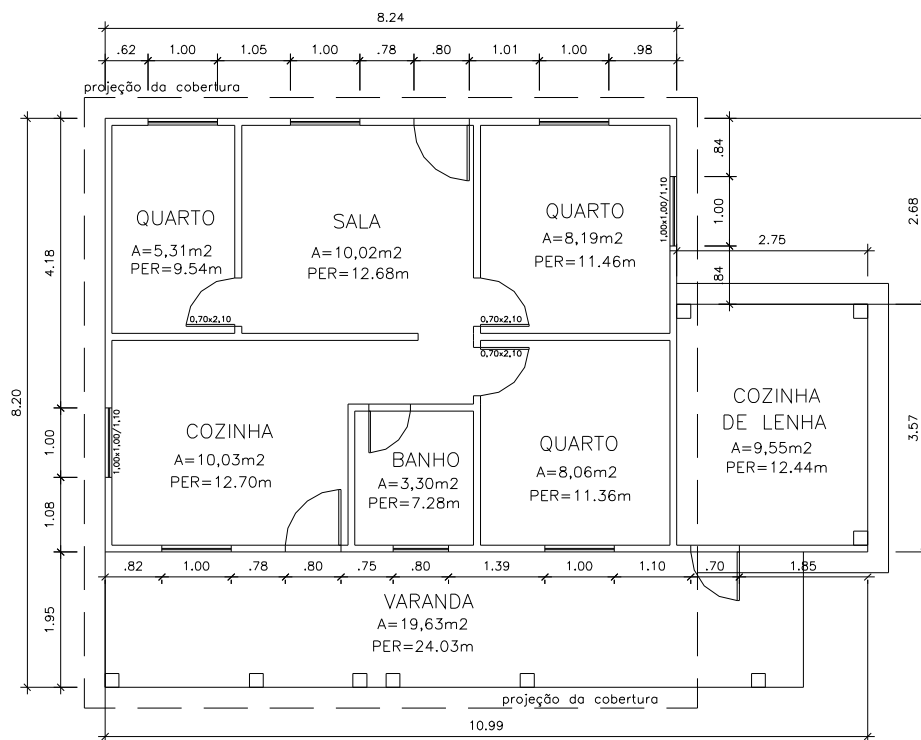 8.24
.62 1.00 1.05 1.00 .78 .80 1.01 1.00 .98
projeção da cobertura
QUARTO
A=5,31m2
PER=9.54m
SALA
A=10,02m2
PER=12.68m
QUARTO
A=8,19m2
PER=11.46m
1,00x1,00/1,10
.84
1.00
.84
2.68
2.75
4.18
0,70x2,10
0,70x2,10
0,70x2,10
8.20
1.00
1.08
1.95
1,00x1,00/1,10
COZINHA
A=10,03m2
PER=12.70m
BANHO
A=3,30m2
PER=7.28m
QUARTO
A=8,06m2
PER=11.36m
COZINHA
DE LENHA
A=9,55m2
PER=12.44m
3.57
.82 1.00 .78 .80 .75 .80 1.39 1.00 1.10 .70 1.85
VARANDA
A=19,63m2
PER=24.03m
projeção da cobertura
10.99